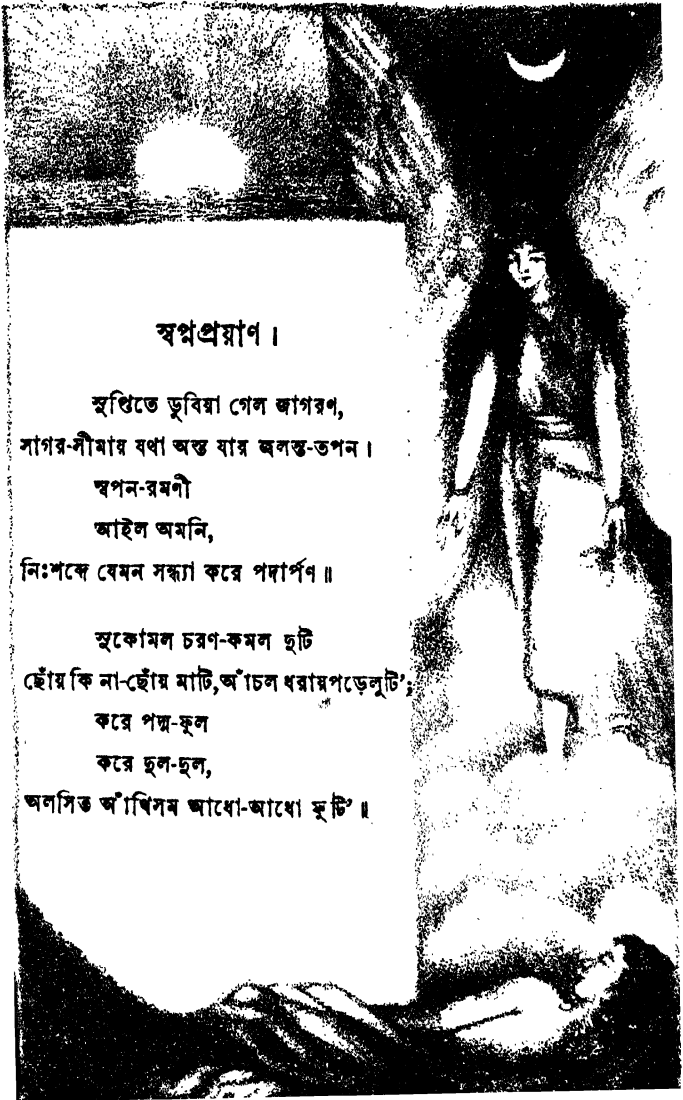 স্বপ্নপ্রয়াণ।
সুপ্তিতে ডুবিয়া গেল জাগরণ,
সাগর-সীমায় যথা অস্ত যায় জলন্ত-তপন।
স্বপন-রমণী
আইল অমনি,
নিঃশব্দে যেমন সন্ধ্যা করে পদার্পণ॥
সুকোমল চরণ-কমল দুটি
ছোঁয় কি না-ছোঁয় মাটি, আঁচল ধরায় পড়ে লুটি’;
করে পদ্ম-ফুল
করে দুল-দুল,
অলসিত আঁখিসম আধো-আধো ফুটি’॥